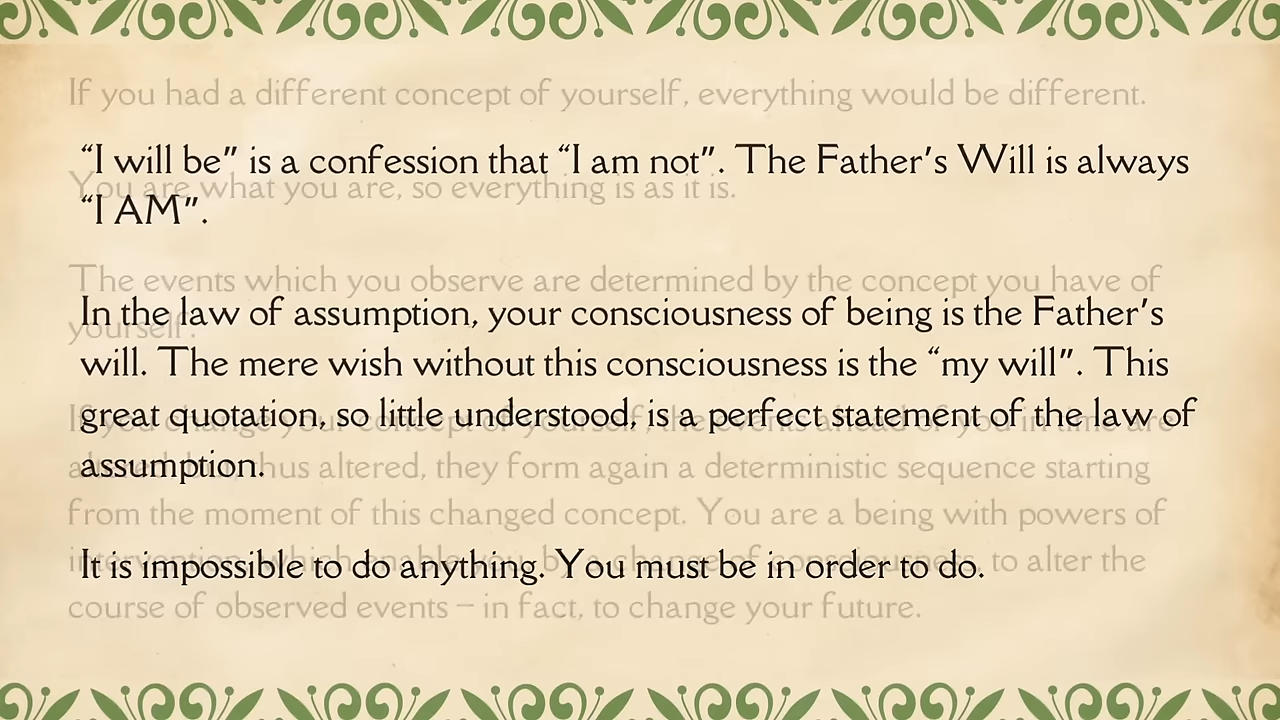 If you had a different concept of yourself, everything would be different.
“I will be” is a confession that “I am not”. The Father’s Will is always
You are what you are, so everything is as it is.
“I AM”.
The events which you observe are determined by the concept you have of
In the law of assumption, your consciousness of being is the Father’s
yourself.
will. The mere wish without this consciousness is the “my will”. This
great quotation, so little understood, is a perfect statement of the law of
If you change your concept of yourself, the events ahead of you in time are
assumption.
thus altered, they form again a deterministic sequence starting
from the moment of this changed concept. You are a being with powers of
intervention, which enable you, by a change of consciousness, to alter the
It is impossible to do anything. You must be in order to do.
course of observed events – in fact, to change your future.